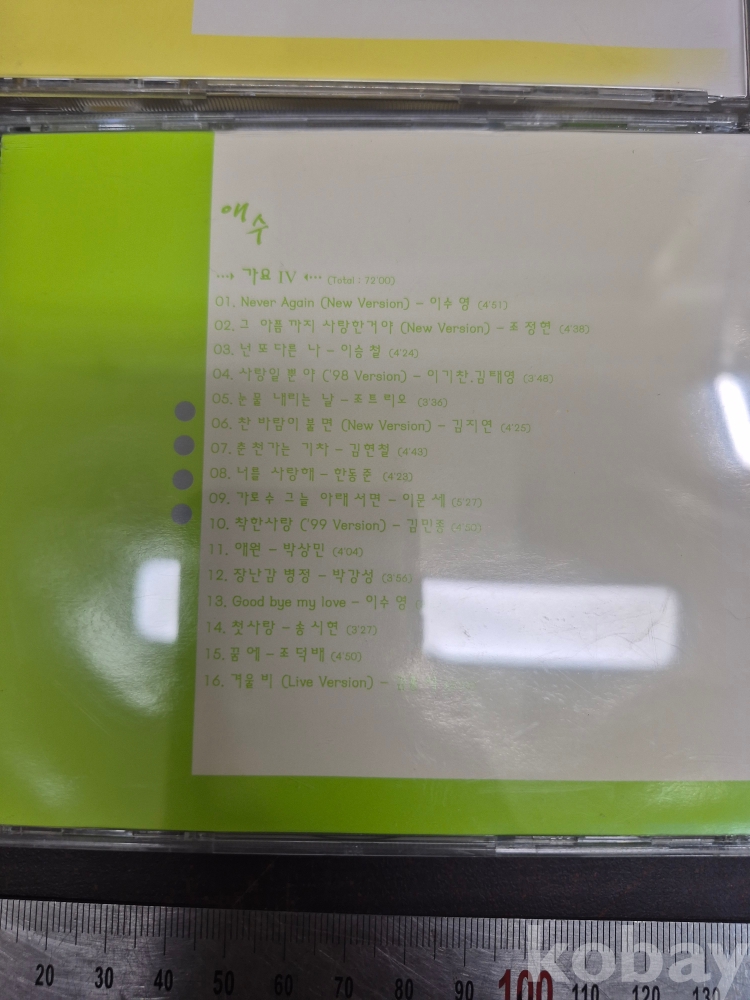 애수
가요 IV (Total : 72'00)
01. Never Again (New Version) - 이수영 (4'51)
02. 그 아픔까지 사랑한거야 (New Version) - 조정현 (4'38)
03. 넌 또 다른 나 - 이승철 (4'24)
04. 사랑일뿐야 ('98 Version) - 이기찬,김태영 (3'48)
05. 눈물 내리는 날 - 조트리오 (3'36)
06. 찬 바람이 불면 (New Version) - 김지연 (4'25)
07. 춘천가는 기차 - 김현철 (4'43)
08. 너를 사랑해 - 한동준 (4'23)
09. 가로수 그늘 아래 서면 - 이문세 (5'27)
10. 착한사랑 ('99 Version) - 김민종
11. 애원 - 박상민 (4'04)
12. 장난감 병정 - 박강성 (3'56)
13. Good bye my love - 이수영
14. 첫사랑 - 송시현 (3'27)
15. 꿈에 - 조덕배 (4'50)
16. 겨울비 (Live Version) -
kobay
20 30 40 50 60 70 80 90 100 110 120 130